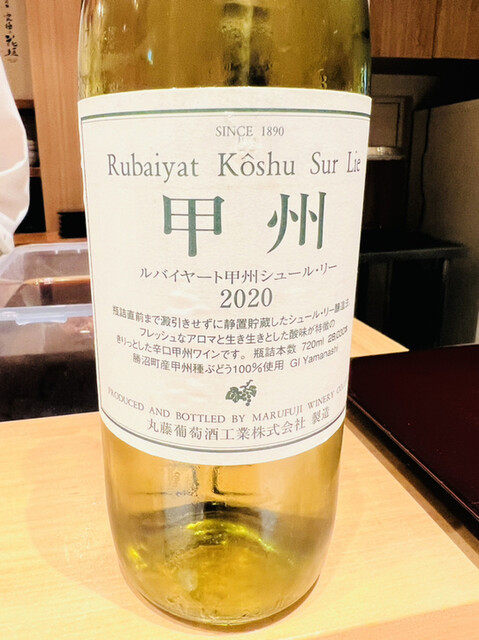 SINCE 1890
Rubaiyat Kôshu Sur Lie
甲州
ルバイヤート甲州シュール・リー
2020
瓶詰直前まで澱引きせずに静置貯蔵したシュール・リー醸造法。
フレッシュなアロマと生き生きとした酸味が特徴の
きりっとした辛口甲州ワインです。瓶詰本数 720ml 28,000本
勝沼町産甲州種ぶどう100%使用 GI Yamanashi
PRODUCED AND BOTTLED BY MARUFUJI WINERY
丸藤葡萄酒工業株式会社 製造